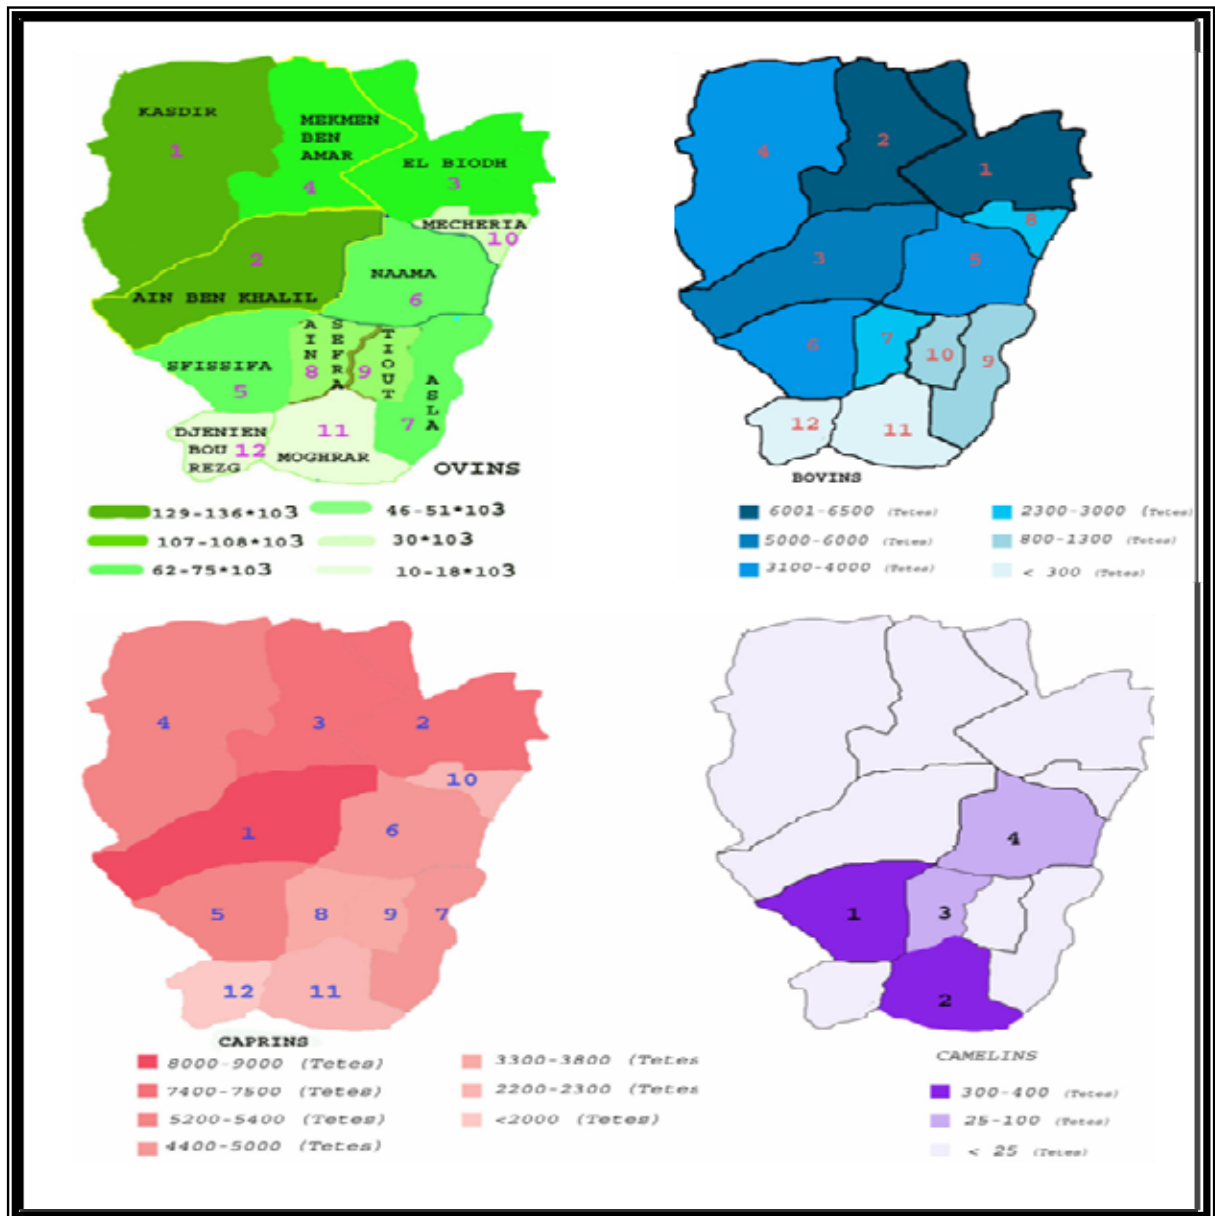 KASDIR
1
MEKMEN
BEN
AMAR
4
EL BIODH
3
MECHERIA
10
2
AIN BEN KHALIL
NAAMA
6
SFISSIFA
5
AIN
8
SEFRA
9
TIOUT
ASLA
7
DJENIEN
BOU 12
REZG
11
MOGHRAR
OVINS
129-136*103
107-108*103
62-75*103
46-51*103
30*103
10-18*103
4
2
1
8
3
5
6
7
10
9
12
11
BOVINS
6001-6500 (Tetes)
5000-6000 (Tetes)
3100-4000 (Tetes)
2300-3000 (Tetes)
800-1300 (Tetes)
< 300 (Tetes)
4
3
2
10
1
6
5
8
9
7
12
11
CAPRINS
8000-9000 (Tetes)
7400-7500 (Tetes)
5200-5400 (Tetes)
4400-5000 (Tetes)
3300-3800 (Tetes
2200-2300 (Tetes
<2000 (Tetes)
4
1
3
2
CAMELINS
300-400 (Tetes)
25-100 (Tetes)
< 25 (Tetes)